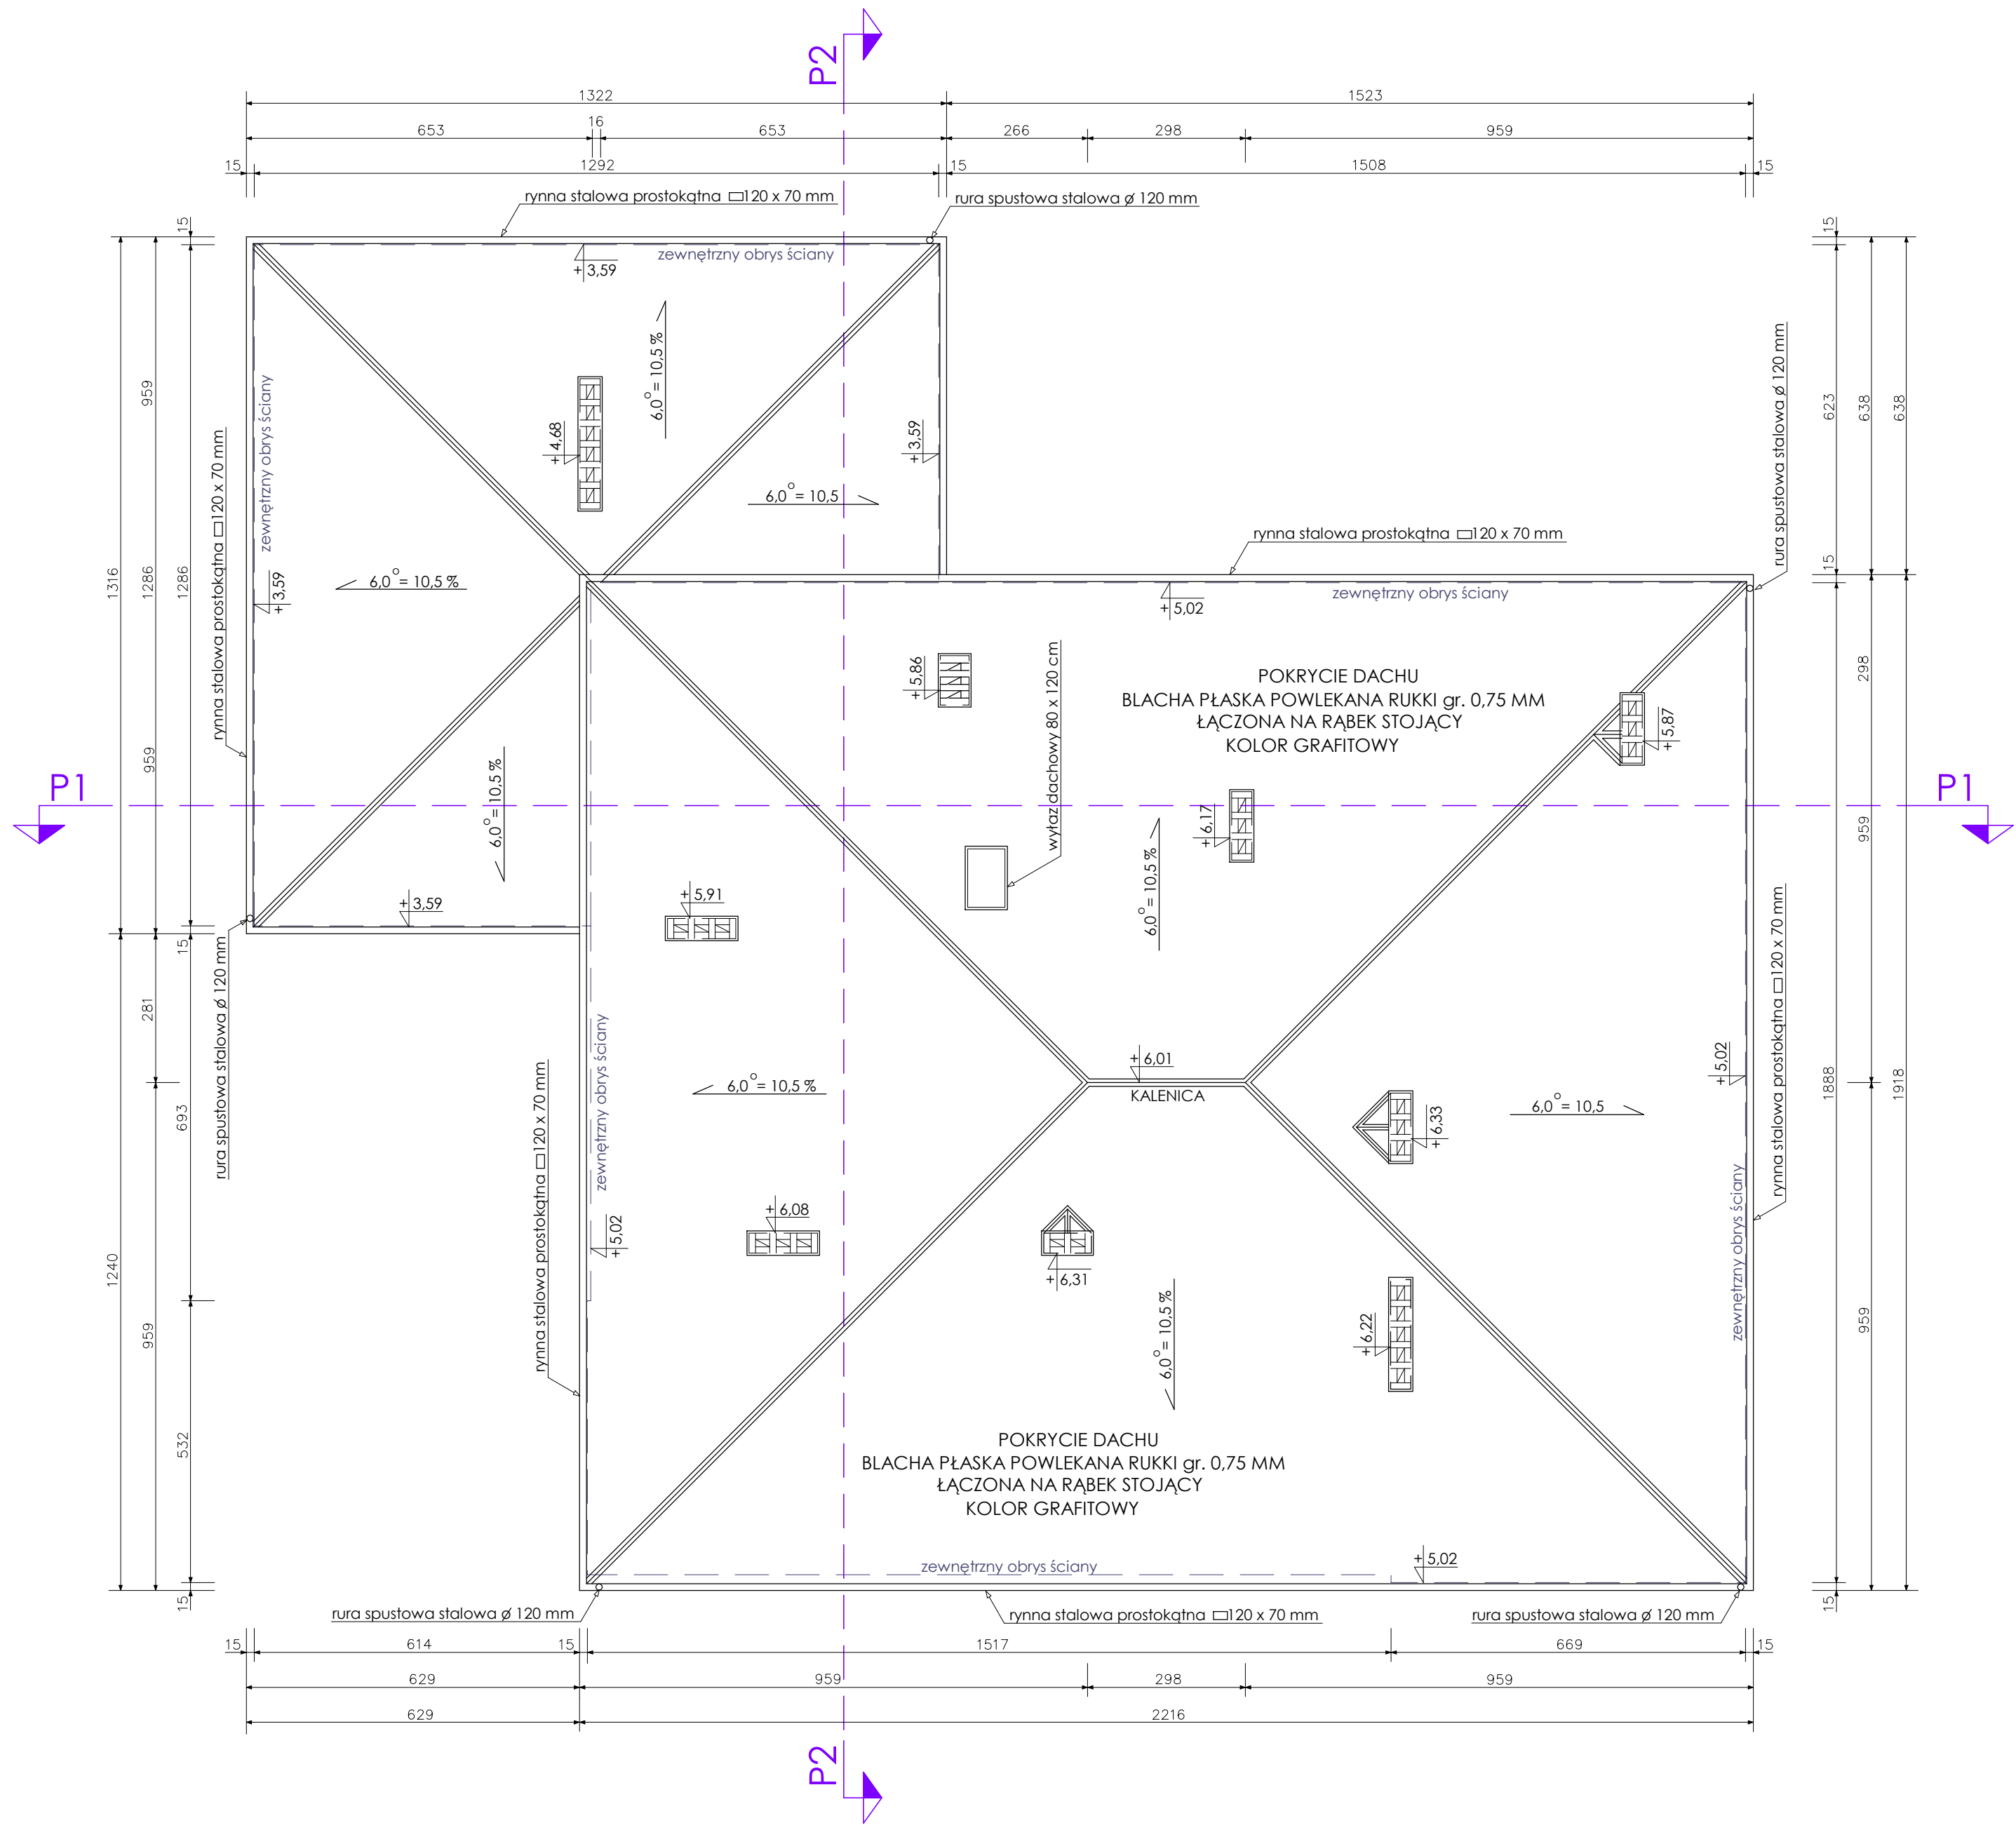 P2
1322
1523
653
16
653
266
298
959
15
1292
15
1508
15
rynna stalowa prostokątna □120 x 70 mm
rura spustowa stalowa ø 120 mm
zewnętrzny obrys ściany
+ 3,59
15
15
959
1316
1286
1286
959
15
281
693
1240
959
532
15
rynna stalowa prostokątna □120 x 70 mm
zewnętrzny obrys ściany
+ 3,59
+ 4,68
6,0° = 10,5 %
+ 3,59
6,0° = 10,5
6,0° = 10,5 %
6,0° = 10,5 %
+ 3,59
rura spustowa stalowa ø 120 mm
rura spustowa stalowa ø 120 mm
rynna stalowa prostokątna □120 x 70 mm
zewnętrzny obrys ściany
+ 5,02
15
623
638
638
15
298
959
1888
1918
959
15
+ 5,86
wyłaz dachowy 80 x 120 cm
POKRYCIE DACHU
BLACHA PŁASKA POWLEKANA RUKKI gr. 0,75 MM
ŁĄCZONA NA RĄBEK STOJĄCY
KOLOR GRAFITOWY
+ 5,87
P1
P1
+ 6,17
6,0° = 10,5 %
+ 5,91
rynna stalowa prostokątna □120 x 70 mm
zewnętrzny obrys ściany
6,0° = 10,5 %
+ 6,01
KALENICA
+ 5,02
6,0° = 10,5
+ 6,33
rynna stalowa prostokątna □120 x 70 mm
zewnętrzny obrys ściany
+ 5,02
+ 6,08
+ 6,31
6,0° = 10,5 %
+ 6,22
POKRYCIE DACHU
BLACHA PŁASKA POWLEKANA RUKKI gr. 0,75 MM
ŁĄCZONA NA RĄBEK STOJĄCY
KOLOR GRAFITOWY
zewnętrzny obrys ściany
+ 5,02
rura spustowa stalowa ø 120 mm
rynna stalowa prostokątna □120 x 70 mm
rura spustowa stalowa ø 120 mm
15
614
15
1517
669
15
629
959
298
959
629
2216
P2